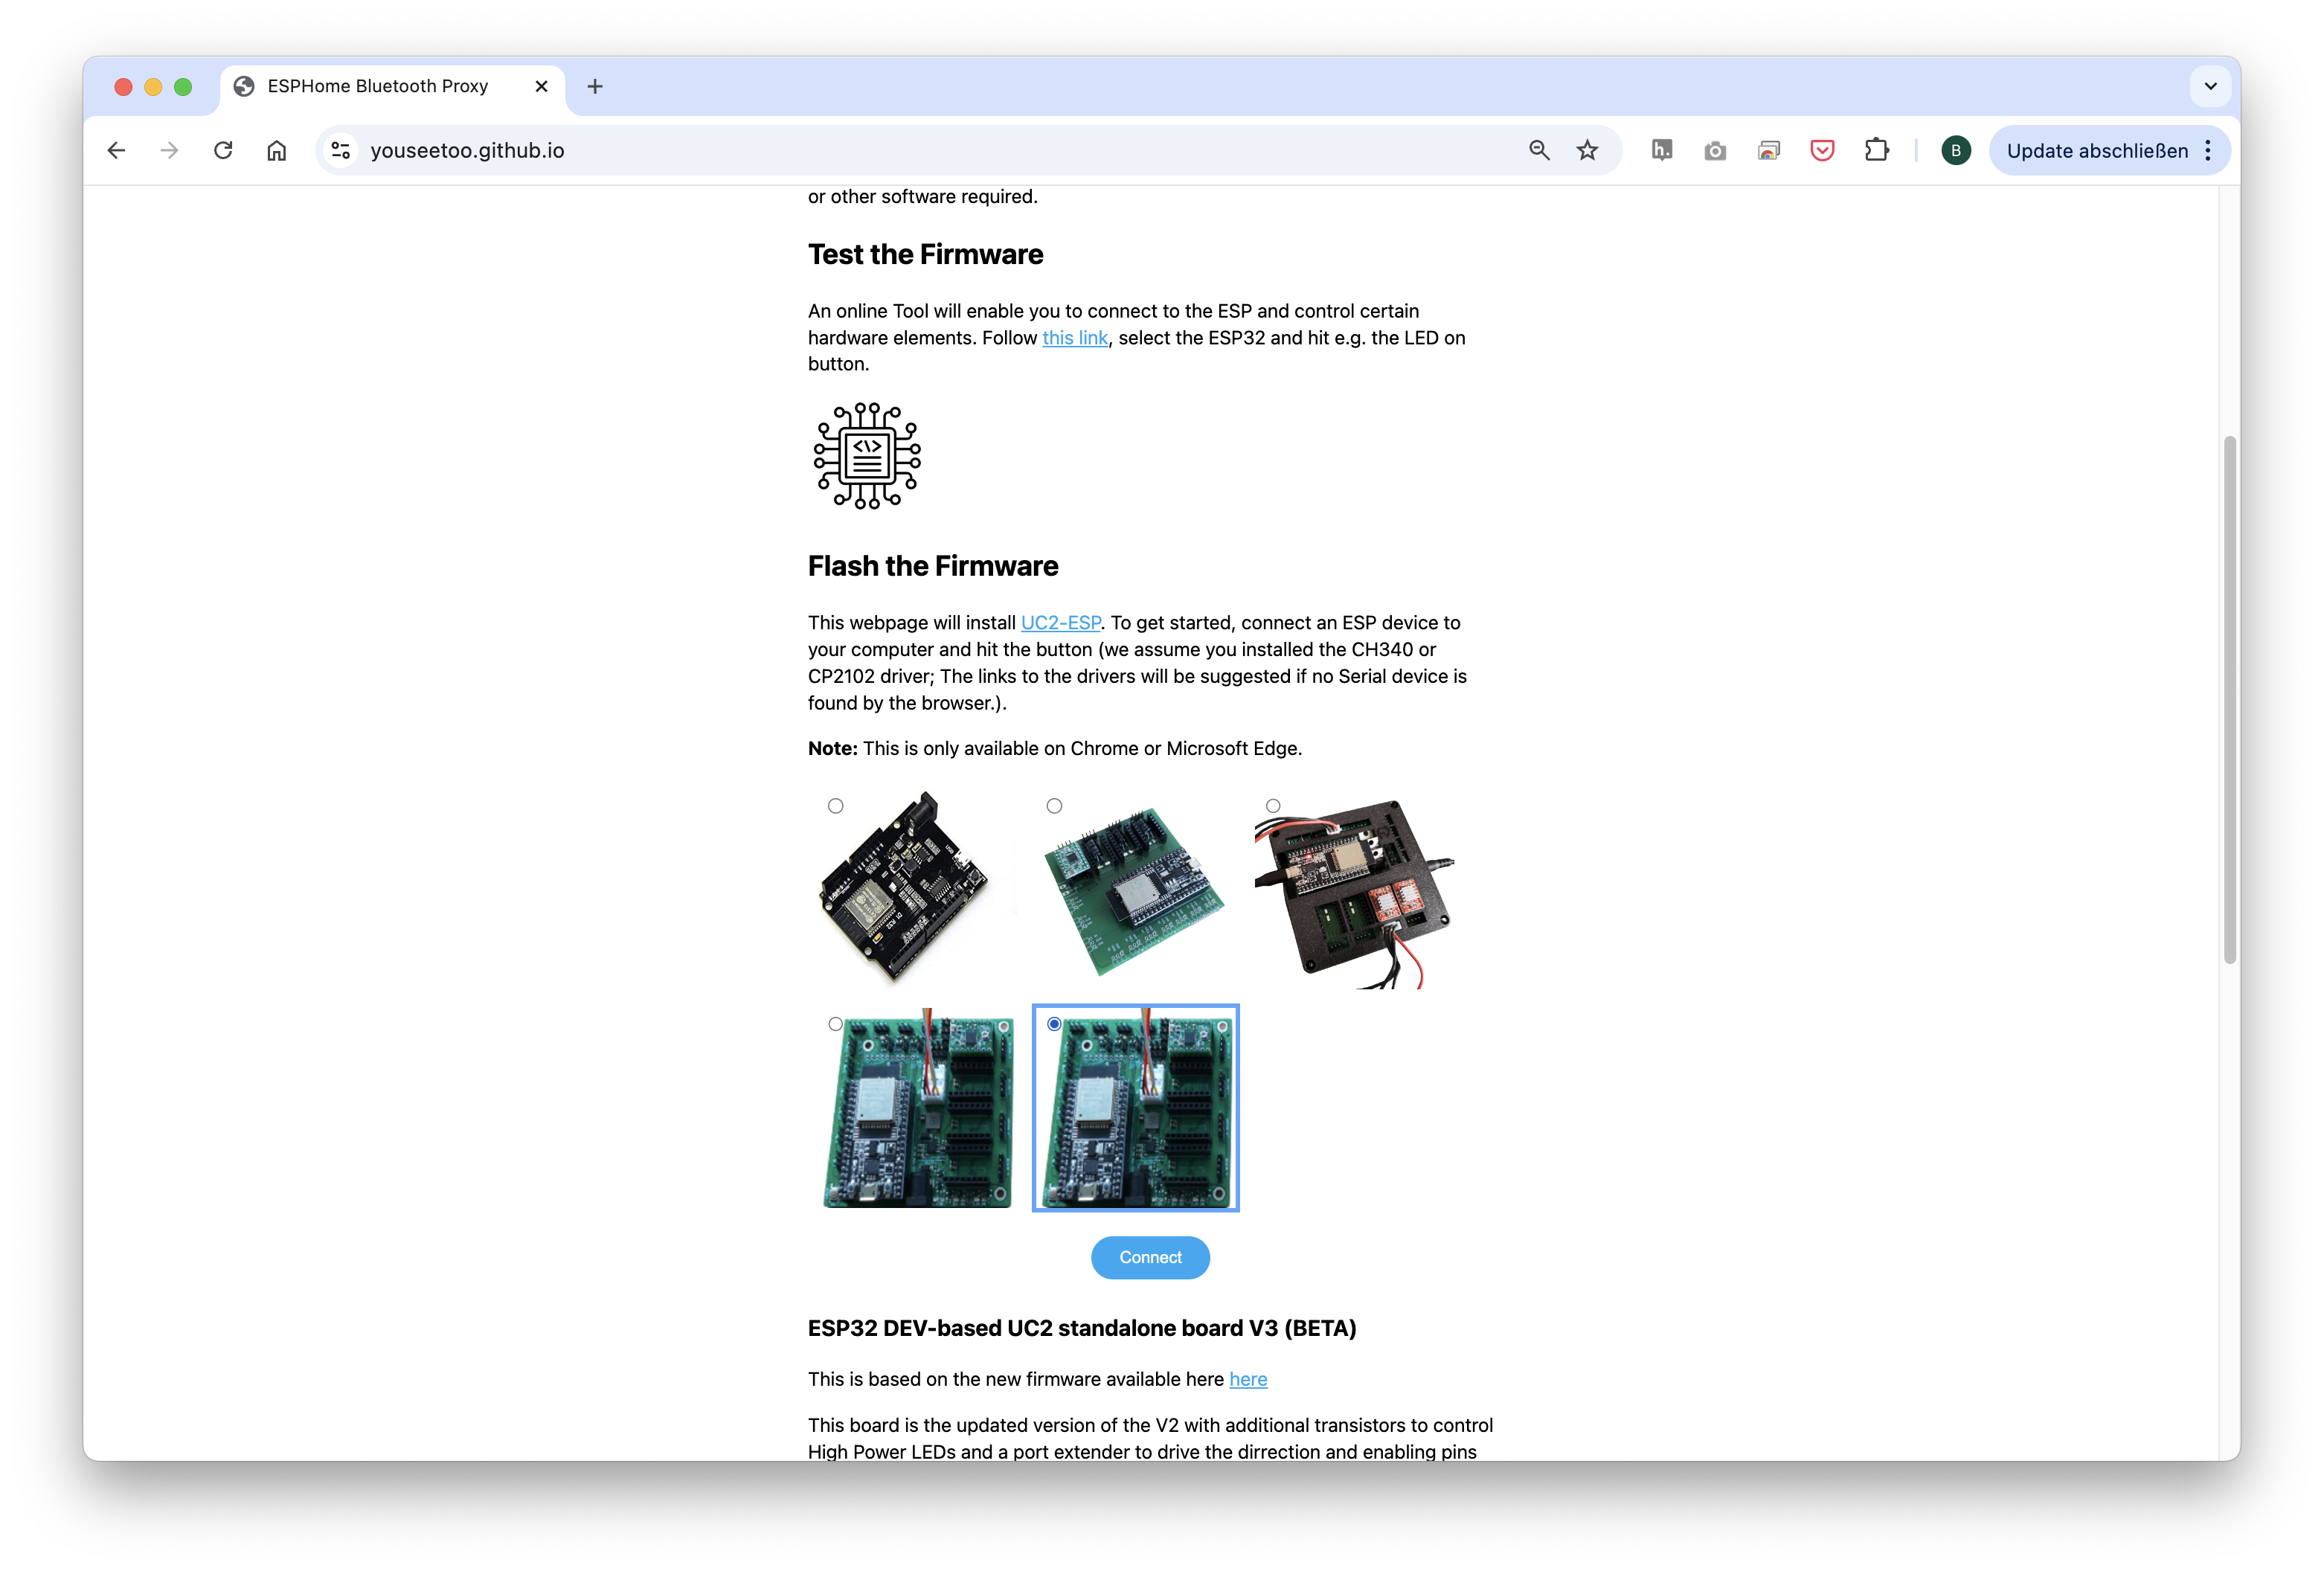 ESPHome Bluetooth Proxy
youseetoo.github.io
h.
B
Update abschließen
or other software required.
Test the Firmware
An online Tool will enable you to connect to the ESP and control certain
hardware elements. Follow this link, select the ESP32 and hit e.g. the LED on
button.
Flash the Firmware
This webpage will install UC2-ESP. To get started, connect an ESP device to
your computer and hit the button (we assume you installed the CH340 or
CP2102 driver; The links to the drivers will be suggested if no Serial device is
found by the browser.).
Note: This is only available on Chrome or Microsoft Edge.
Connect
ESP32 DEV-based UC2 standalone board V3 (BETA)
This is based on the new firmware available here here
This board is the updated version of the V2 with additional transistors to control
High Power LEDs and a port extender to drive the dirrection and enabling pins